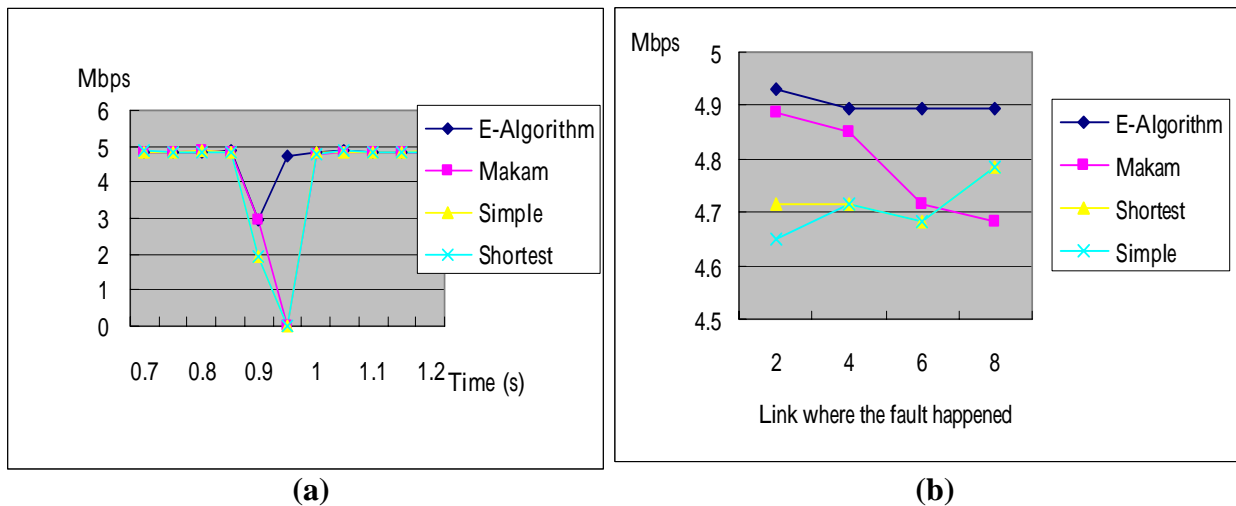 Mbps
6
5
4
3
2
1
0
0.7 0.8 0.9 1 1.1 1.2
Time (s)
E-Algorithm
Makam
Simple
Shortest
(a)
Mbps
5
4.9
4.8
4.7
4.6
4.5
2 4 6 8
Link where the fault happened
E-Algorithm
Makam
Shortest
Simple
(b)